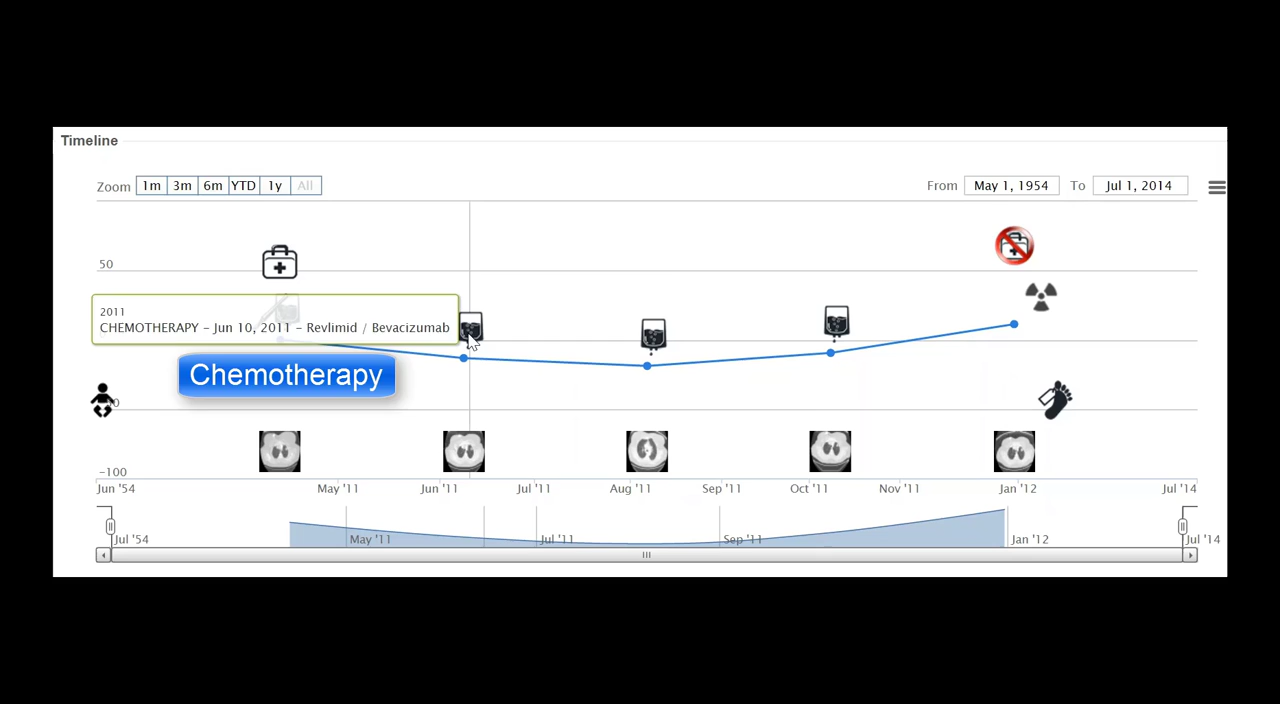 Timeline
Zoom 1m 3m 6m YTD 1y All
From May 1, 1954 To Jul 1, 2014
50
2011
CHEMOTHERAPY – Jun 10, 2011 – Revlimid / Bevacizumab
Chemotherapy
-100
Jun '54 May '11 Jun '11 Jul '11 Aug '11 Sep '11 Oct '11 Nov '11 Jan '12 Jul '14
Jul '54 May '11 Jul '11 Sep '11 Jan '12 Jul '14